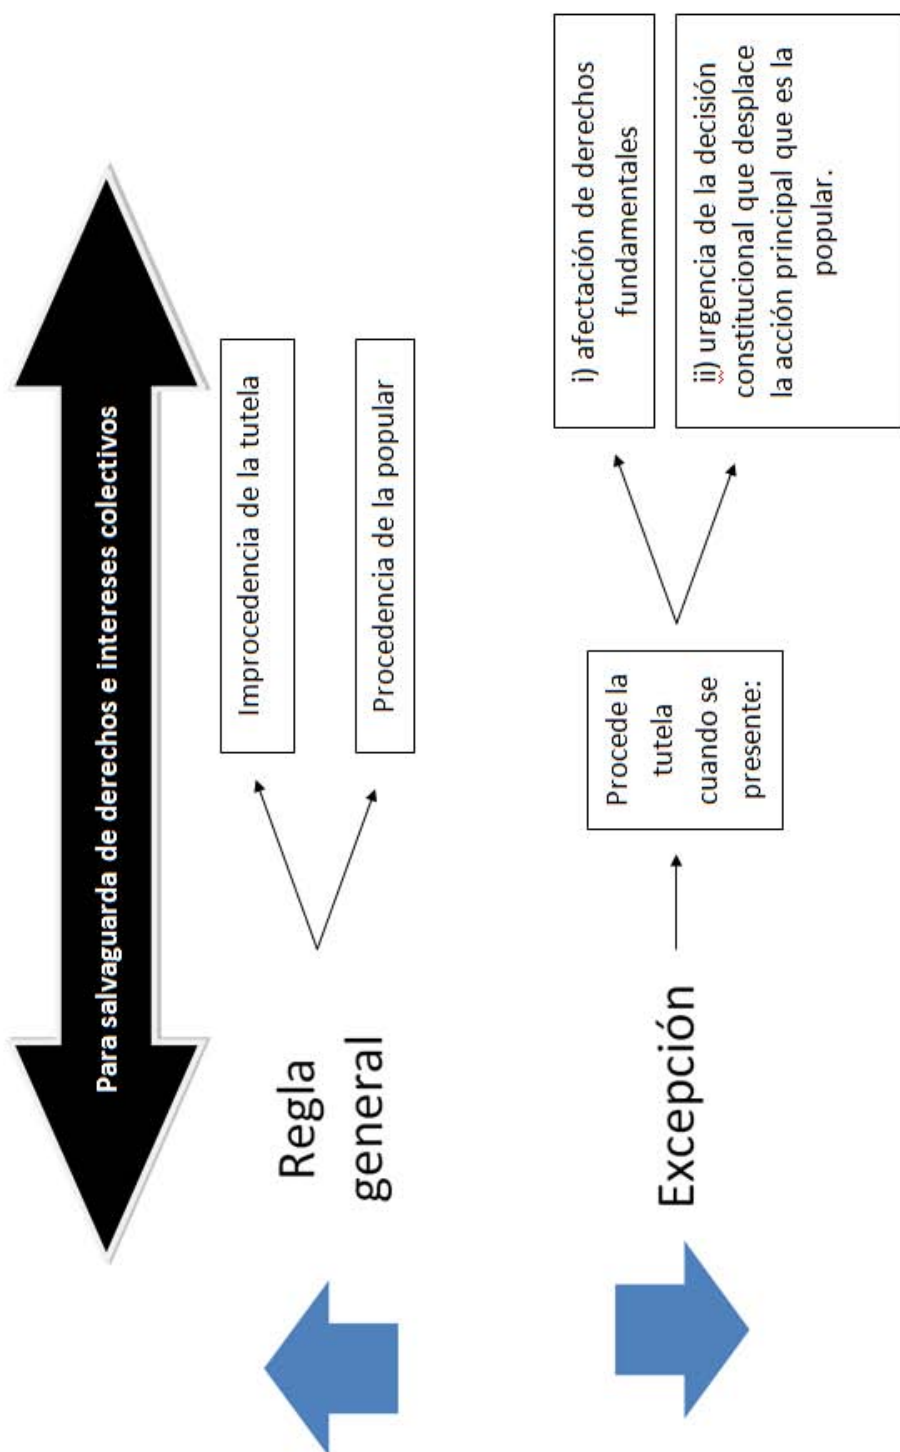 Para salvaguarda de derechos e intereses colectivos
Regla
general
Improcedencia de la tutela
Procedencia de la popular
Excepción
Procede la
tutela
cuando se
presente:
i) afectación de derechos
fundamentales
ii) urgencia de la decisión
constitucional que desplace
la acción principal que es la
popular.